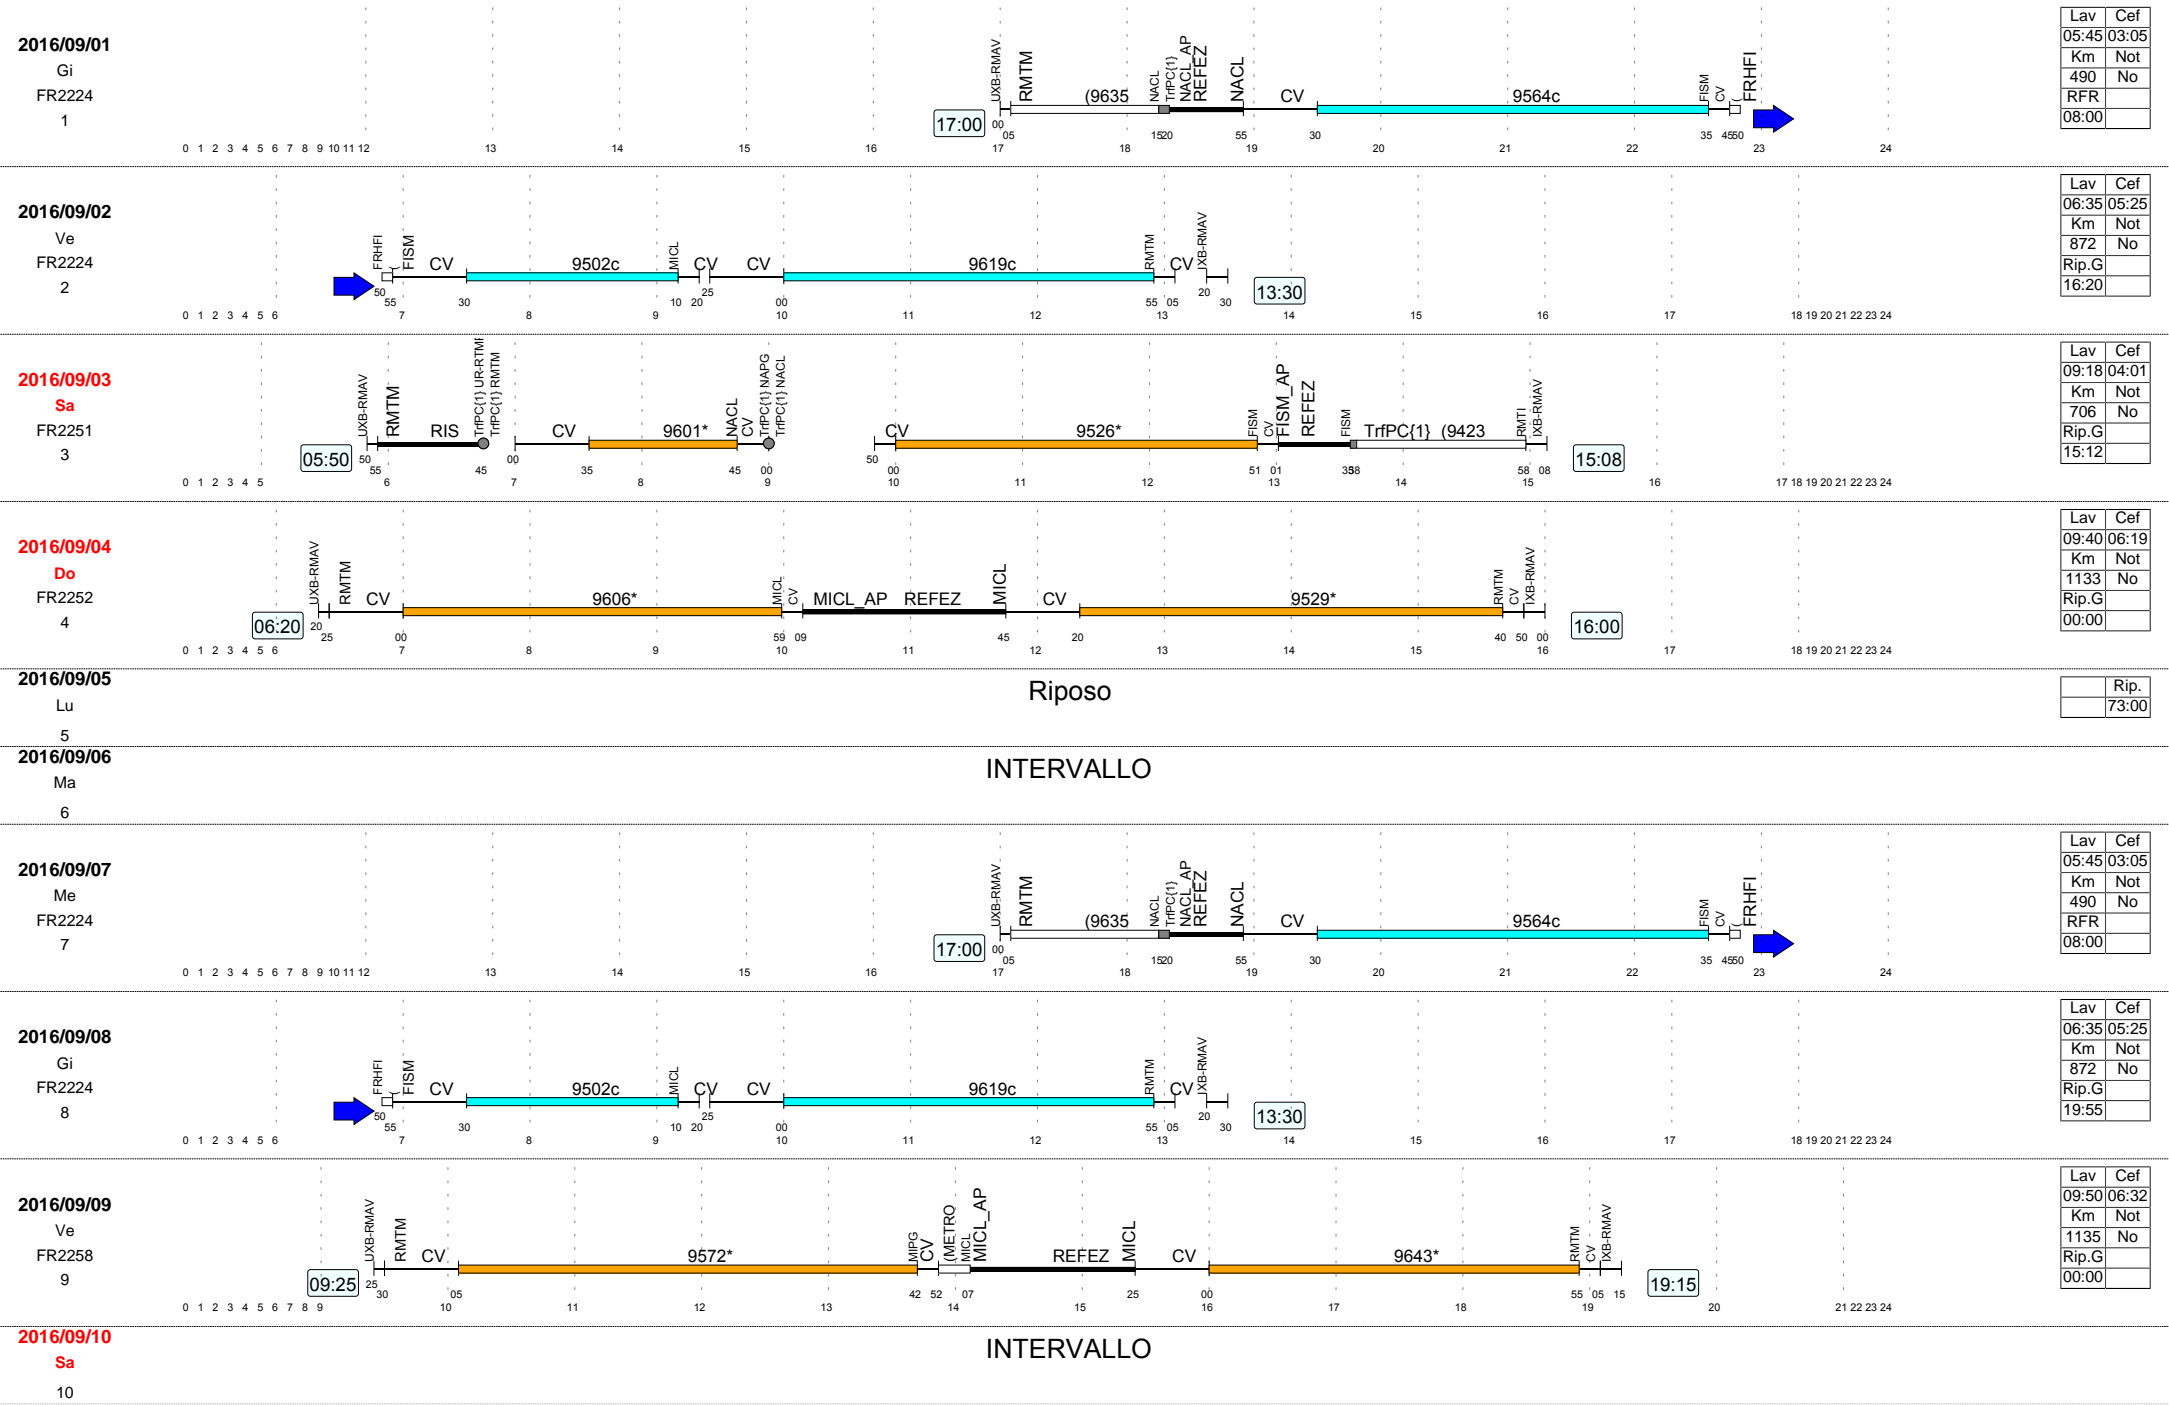 2016/09/01
Gi
FR2224
1
17:00
UXB-RMAV RMTM (9635 NACL TrfPC{1} NACL_AP REFEZ NACL CV 9564c FISM CV ( FRHFI
00 05 15 20 55 30 35 45 50
0 1 2 3 4 5 6 7 8 9 10 11 12 13 14 15 16 17 18 19 20 21 22 23 24
Lav Cef
05:45 03:05
Km Not
490 No
RFR
08:00
2016/09/02
Ve
FR2224
2
FRHFI ( FISM CV 9502c MICL CV CV 9619c RMTM CV IXB-RMAV
50 55 30 10 20 25 00 55 05 20 30
13:30
0 1 2 3 4 5 6 7 8 9 10 11 12 13 14 15 16 17 18 19 20 21 22 23 24
Lav Cef
06:35 05:25
Km Not
872 No
Rip.G
16:20
2016/09/03
Sa
FR2251
3
05:50
UXB-RMAV RMTM RIS TrfPC{1} UR-RTMI TrfPC{1} RMTM CV 9601* NACL CV TrfPC{1} NAPG TrfPC{1} NACL CV 9526* FISM CV FISM_AP REFEZ FISM TrfPC{1} (9423 RMTI IXB-RMAV
50 55 45 00 35 45 00 50 00 51 01 35 38 58 08
15:08
0 1 2 3 4 5 6 7 8 9 10 11 12 13 14 15 16 17 18 19 20 21 22 23 24
Lav Cef
09:18 04:01
Km Not
706 No
Rip.G
15:12
2016/09/04
Do
FR2252
4
06:20
UXB-RMAV RMTM CV 9606* MICL CV MICL_AP REFEZ MICL CV 9529* RMTM CV IXB-RMAV
20 25 00 59 09 45 20 40 50 00
16:00
0 1 2 3 4 5 6 7 8 9 10 11 12 13 14 15 16 17 18 19 20 21 22 23 24
Lav Cef
09:40 06:19
Km Not
1133 No
Rip.G
00:00
2016/09/05
Lu
5
Riposo
Rip.
73:00
2016/09/06
Ma
6
INTERVALLO
2016/09/07
Me
FR2224
7
17:00
UXB-RMAV RMTM (9635 NACL TrfPC{1} NACL_AP REFEZ NACL CV 9564c FISM CV ( FRHFI
00 05 15 20 55 30 35 45 50
0 1 2 3 4 5 6 7 8 9 10 11 12 13 14 15 16 17 18 19 20 21 22 23 24
Lav Cef
05:45 03:05
Km Not
490 No
RFR
08:00
2016/09/08
Gi
FR2224
8
FRHFI ( FISM CV 9502c MICL CV CV 9619c RMTM CV IXB-RMAV
50 55 30 10 20 25 00 55 05 20 30
13:30
0 1 2 3 4 5 6 7 8 9 10 11 12 13 14 15 16 17 18 19 20 21 22 23 24
Lav Cef
06:35 05:25
Km Not
872 No
Rip.G
19:55
2016/09/09
Ve
FR2258
9
09:25
UXB-RMAV RMTM CV 9572* MIPG CV (METRO MICL MICL_AP REFEZ MICL CV 9643* RMTM CV IXB-RMAV
25 30 05 42 52 07 25 00 55 05 15
19:15
0 1 2 3 4 5 6 7 8 9 10 11 12 13 14 15 16 17 18 19 20 21 22 23 24
Lav Cef
09:50 06:32
Km Not
1135 No
Rip.G
00:00
2016/09/10
Sa
10
INTERVALLO